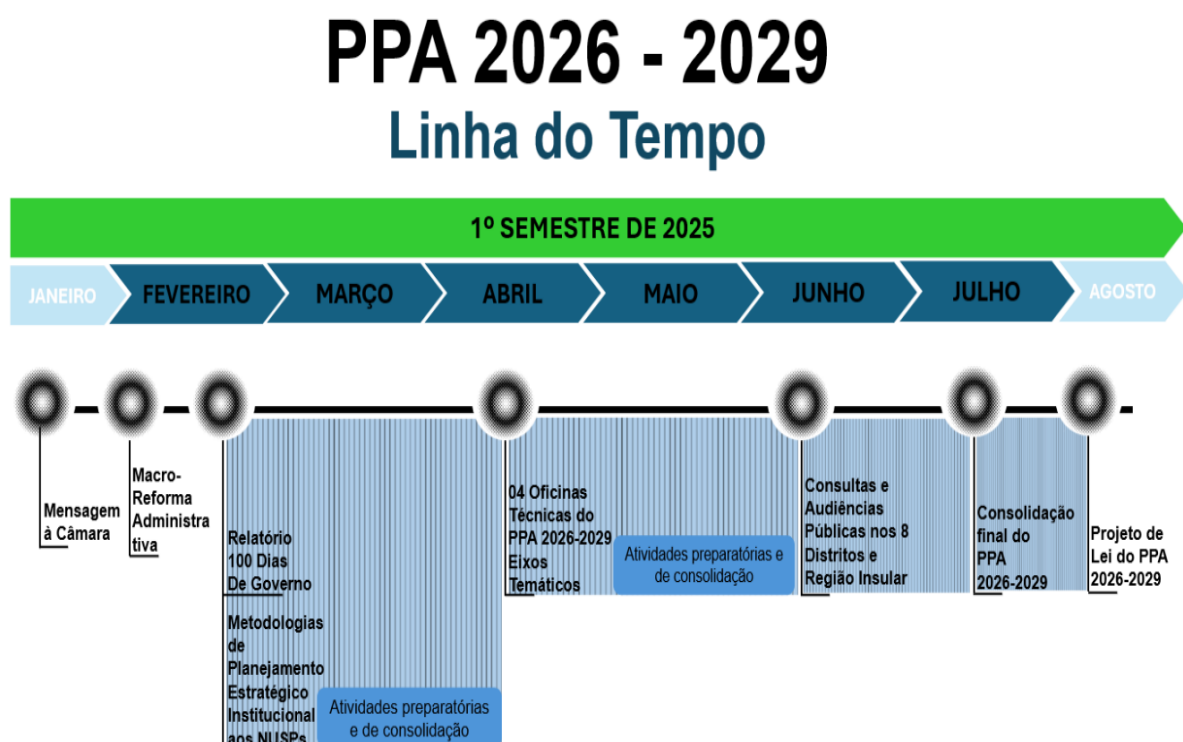 PPA 2026 - 2029
Linha do Tempo
1º SEMESTRE DE 2025
JANEIRO
FEVEREIRO
MARÇO
ABRIL
MAIO
JUNHO
JULHO
AGOSTO
Mensagem
à Câmara
Macro-
Reforma
Administra
tiva
Relatório
100 Dias
De Governo
Metodologias
de
Planejamento
Estratégico
Institucional
aos NUSPs
Atividades preparatórias
e de consolidação
04 Oficinas
Técnicas do
PPA 2026-2029
Eixos
Temáticos
Atividades preparatórias e
de consolidação
Consultas e
Audiências
Públicas nos 8
Distritos e
Região Insular
Consolidação
final do
PPA
2026-2029
Projeto de
Lei do PPA
2026-2029